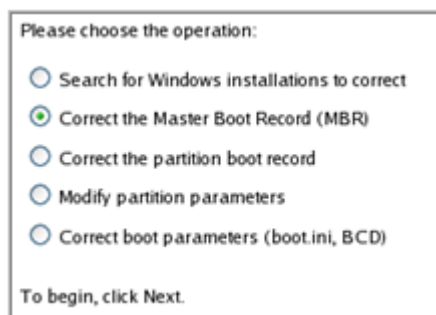 Please choose the operation:
Search for Windows installations to correct
Correct the Master Boot Record (MBR)
Correct the partition boot record
Modify partition parameters
Correct boot parameters (boot.ini, BCD)
To begin, click Next.